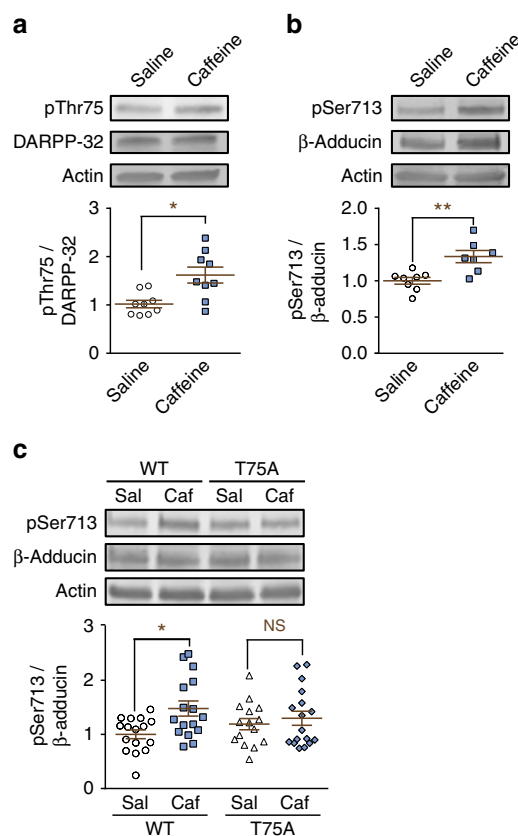 a
Saline Caffeine
pThr75
DARPP-32
Actin
3
2
1
0
*
pThr75 /
DARPP-32
Saline Caffeine
b
Saline Caffeine
pSer713
β-Adducin
Actin
2.0
1.5
1.0
0.5
0.0
**
pSer713 /
β-adducin
Saline Caffeine
c
WT T75A
Sal Caf Sal Caf
pSer713
β-Adducin
Actin
3
2
1
0
* NS
pSer713 /
β-adducin
Sal Caf Sal Caf
WT T75A